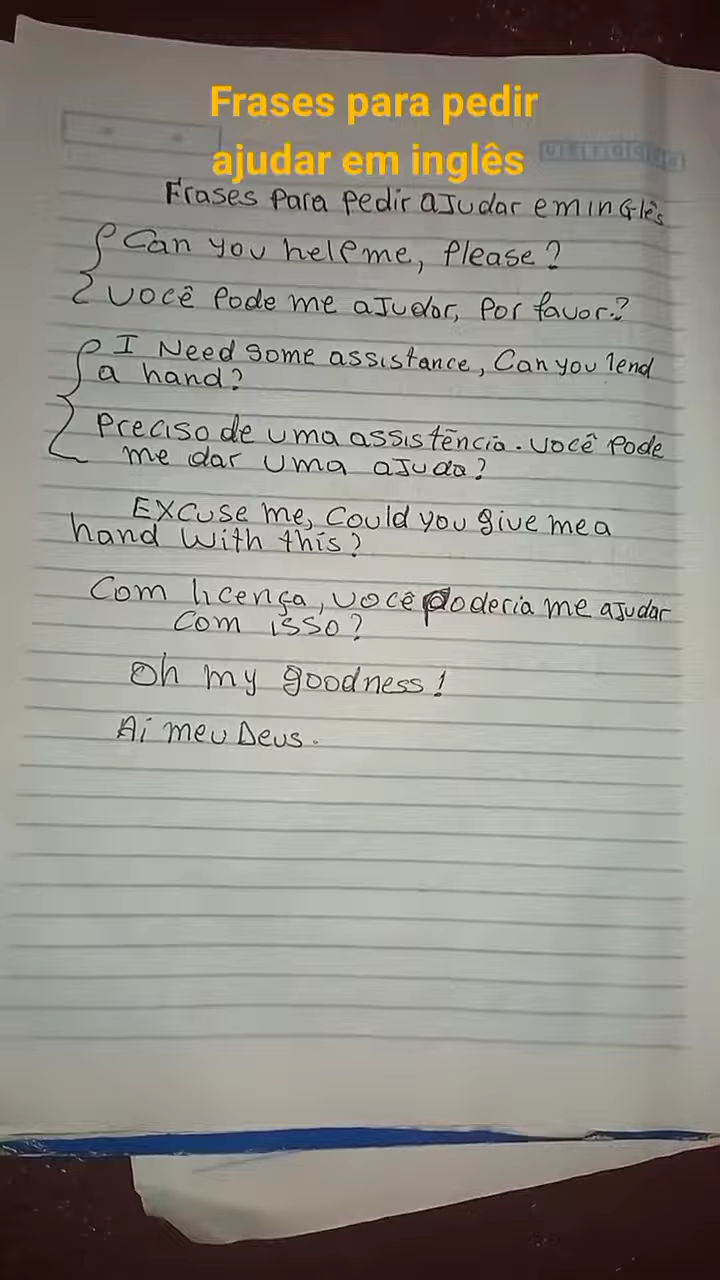 Frases para pedir
ajudar em inglês
Frases para pedir ajudar em inglês
Can you helpme, please?
você pode me ajudar, por favor?
I Need some assistance, Can you lend
a hand?
preciso de uma assistência. você pode
me dar uma ajuda?
EXcuse me, Could you give me a
hand with this?
Com licença, você poderia me ajudar
com isso?
Oh my goodness!
Ai meu Deus.